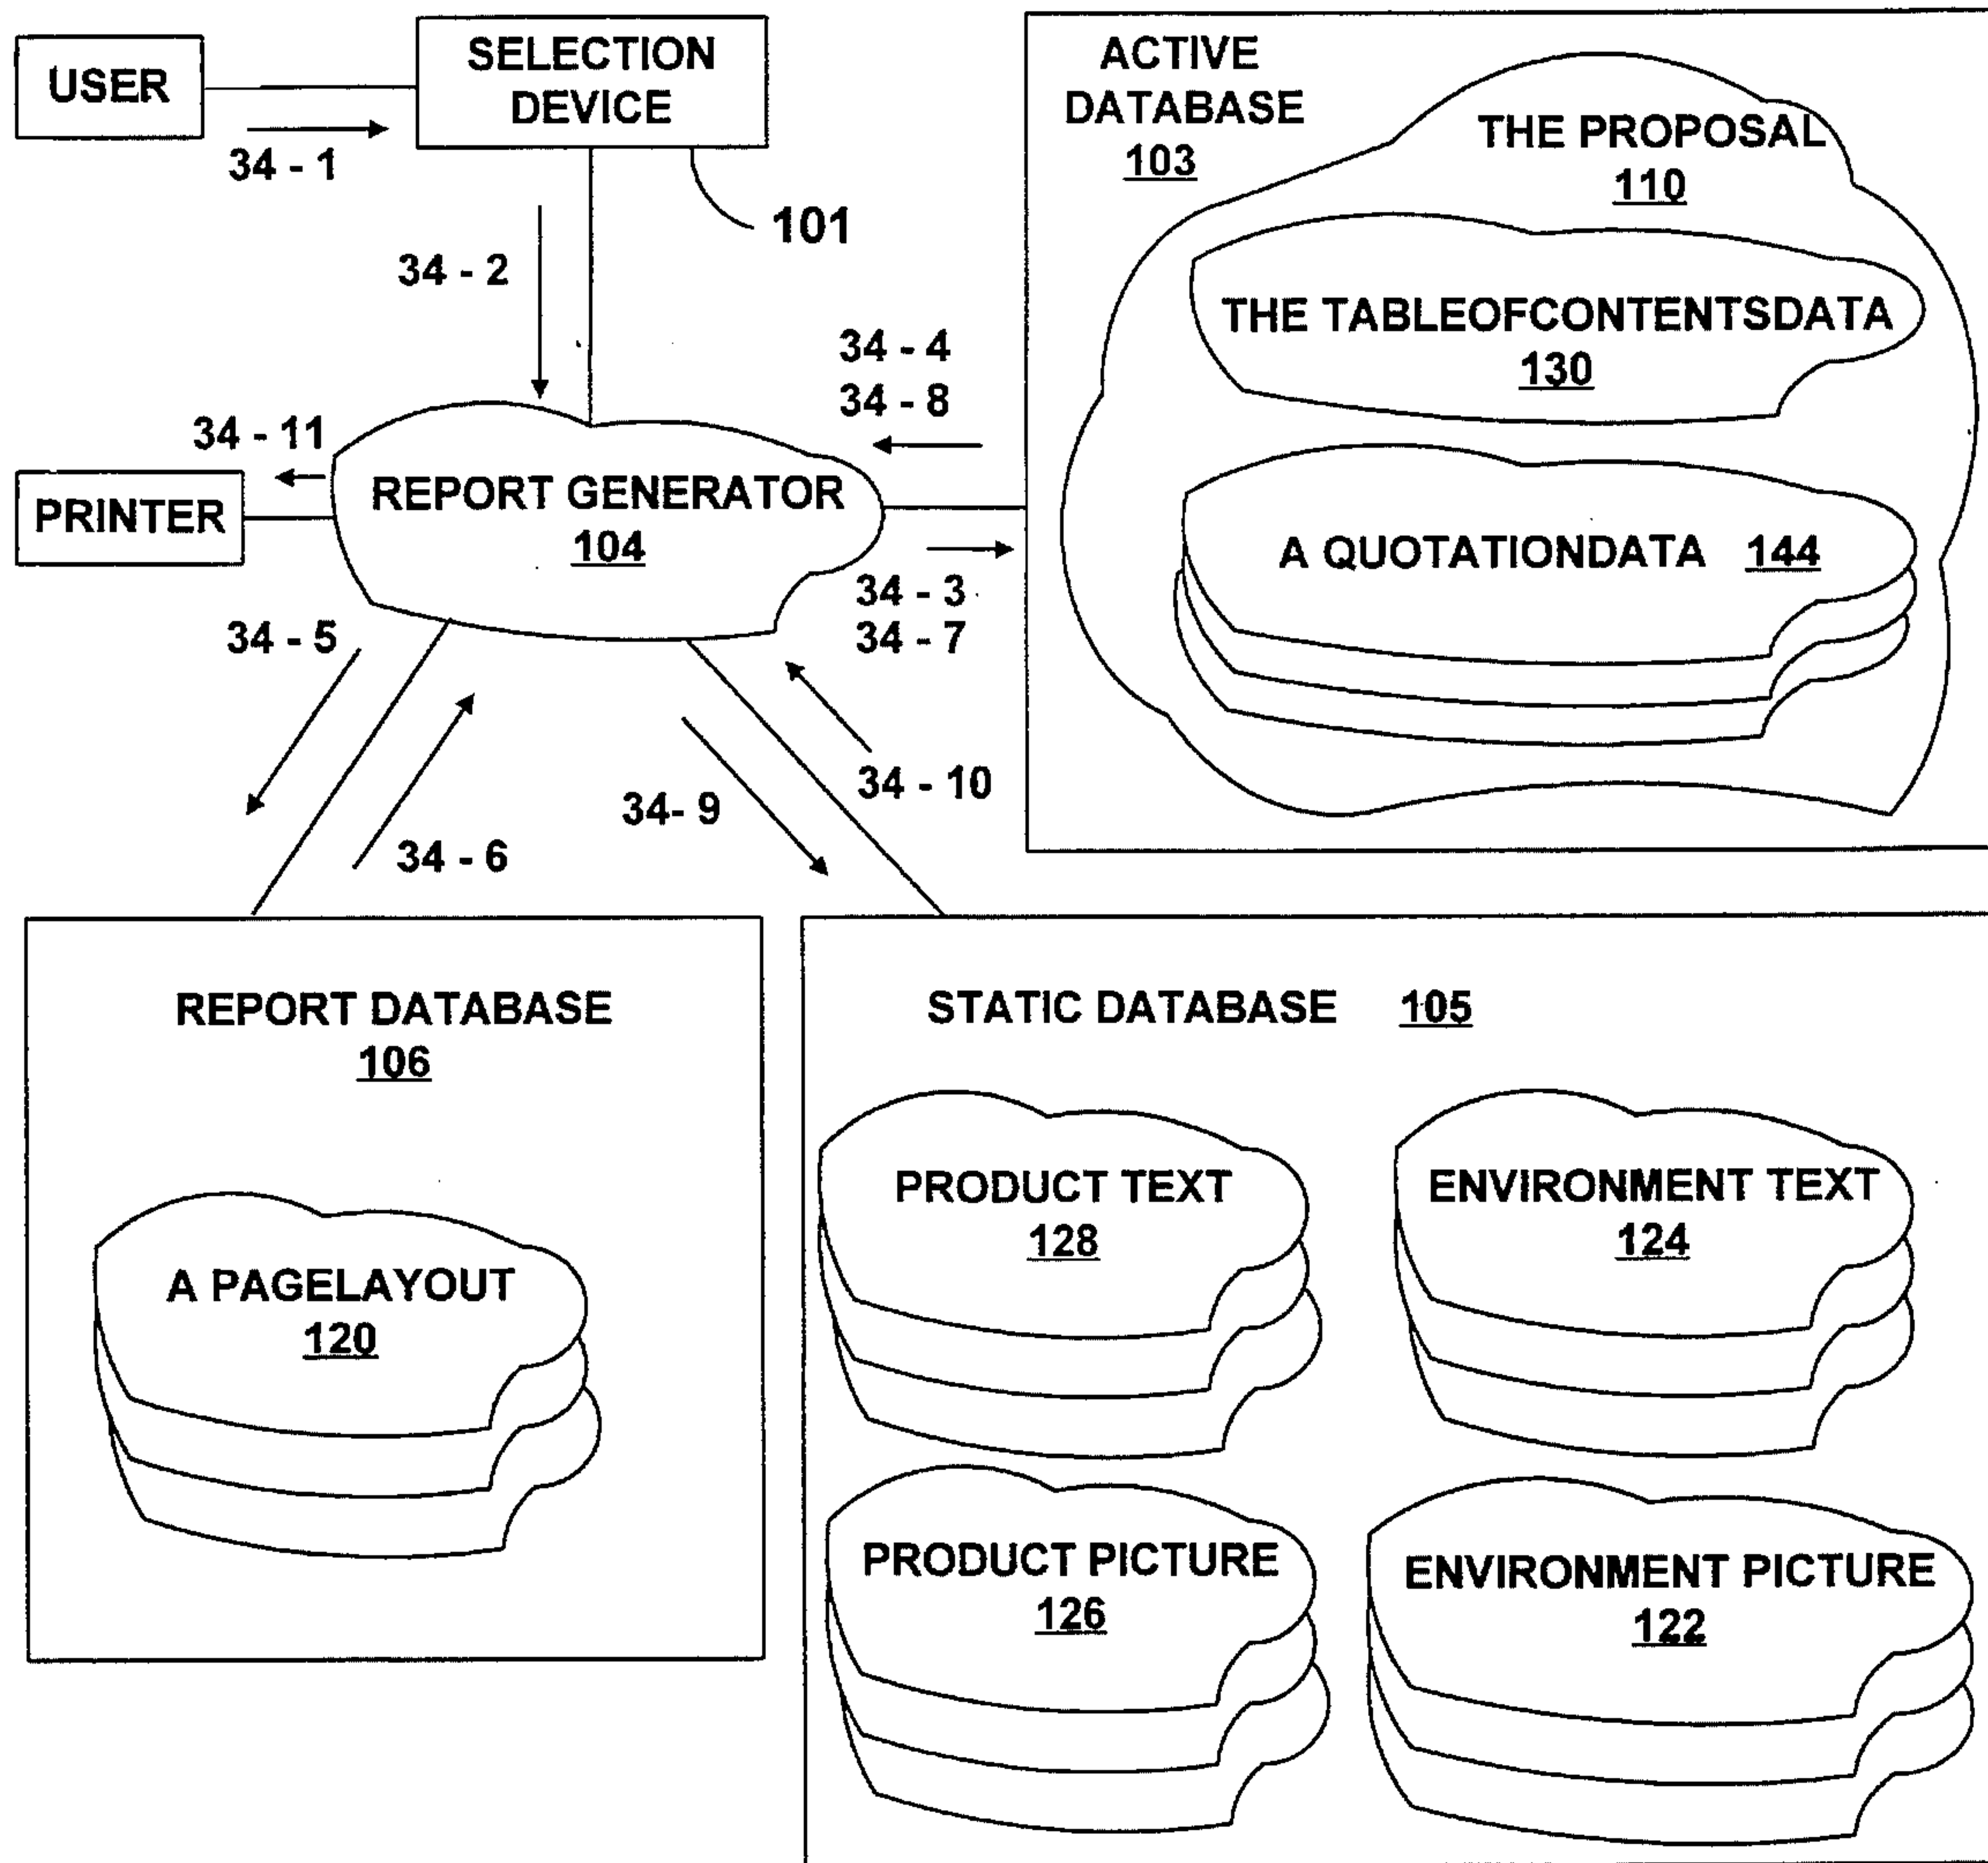 USER
SELECTION
DEVICE
34 - 1
101
34 - 2
ACTIVE
DATABASE
103
THE PROPOSAL
110
THE TABLEOFCONTENTSDATA
130
A QUOTATIONDATA 144
34 - 4
34 - 8
34 - 11
PRINTER
REPORT GENERATOR
104
34 - 3
34 - 7
34 - 5
34 - 6
34- 9
34 - 10
REPORT DATABASE
106
A PAGELAYOUT
120
STATIC DATABASE 105
PRODUCT TEXT
128
ENVIRONMENT TEXT
124
PRODUCT PICTURE
126
ENVIRONMENT PICTURE
122